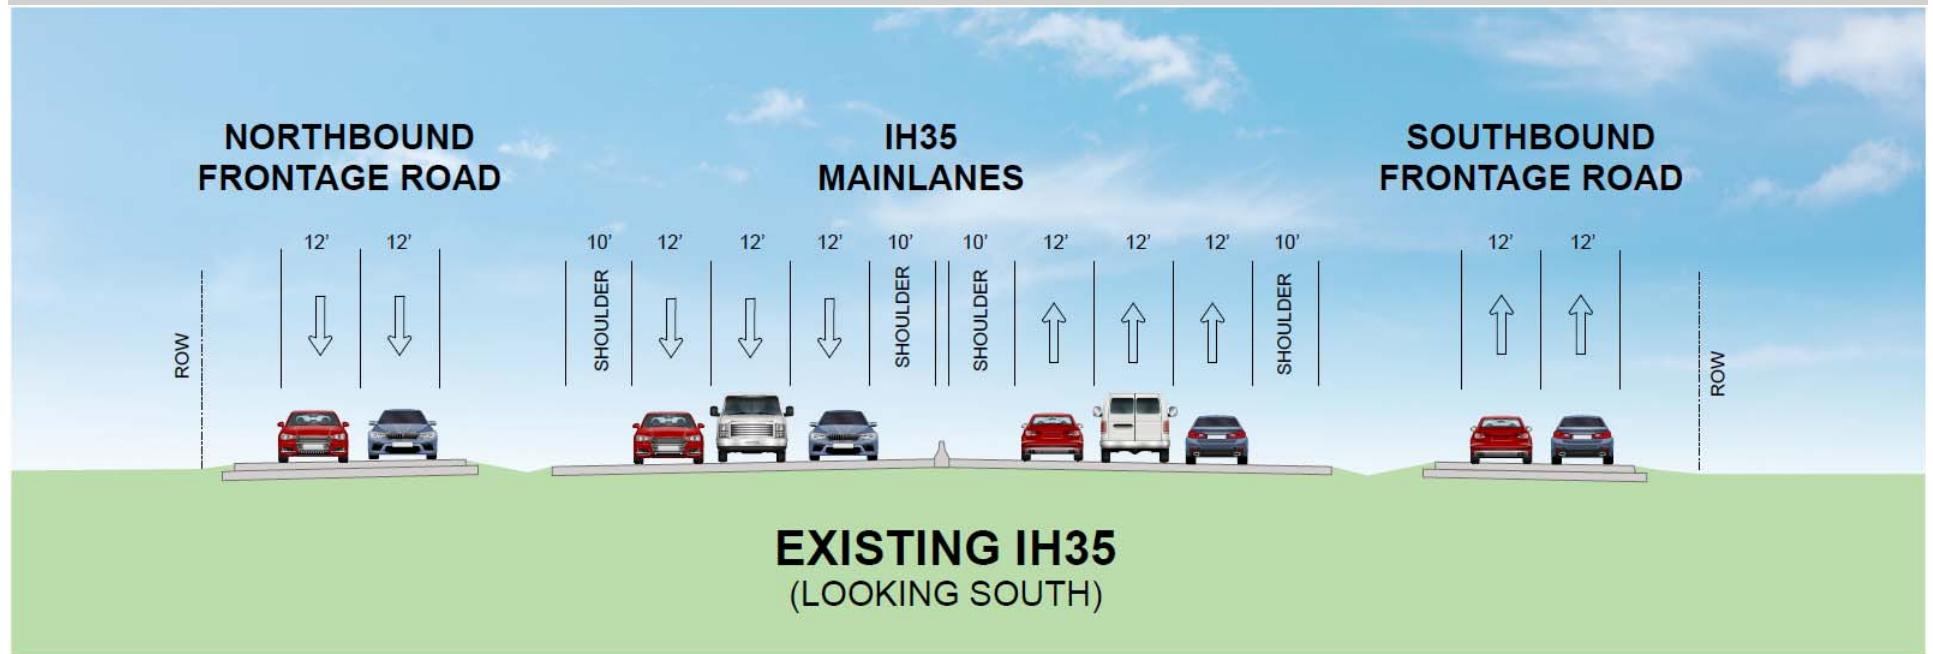 NORTHBOUND
FRONTAGE ROAD
IH35
MAINLANES
SOUTHBOUND
FRONTAGE ROAD
12' 12' 10' 12' 12' 12' 10' 10' 12' 12' 12' 10' 12' 12'
ROW
SHOULDER
SHOULDER
SHOULDER
SHOULDER
ROW
EXISTING IH35
(LOOKING SOUTH)